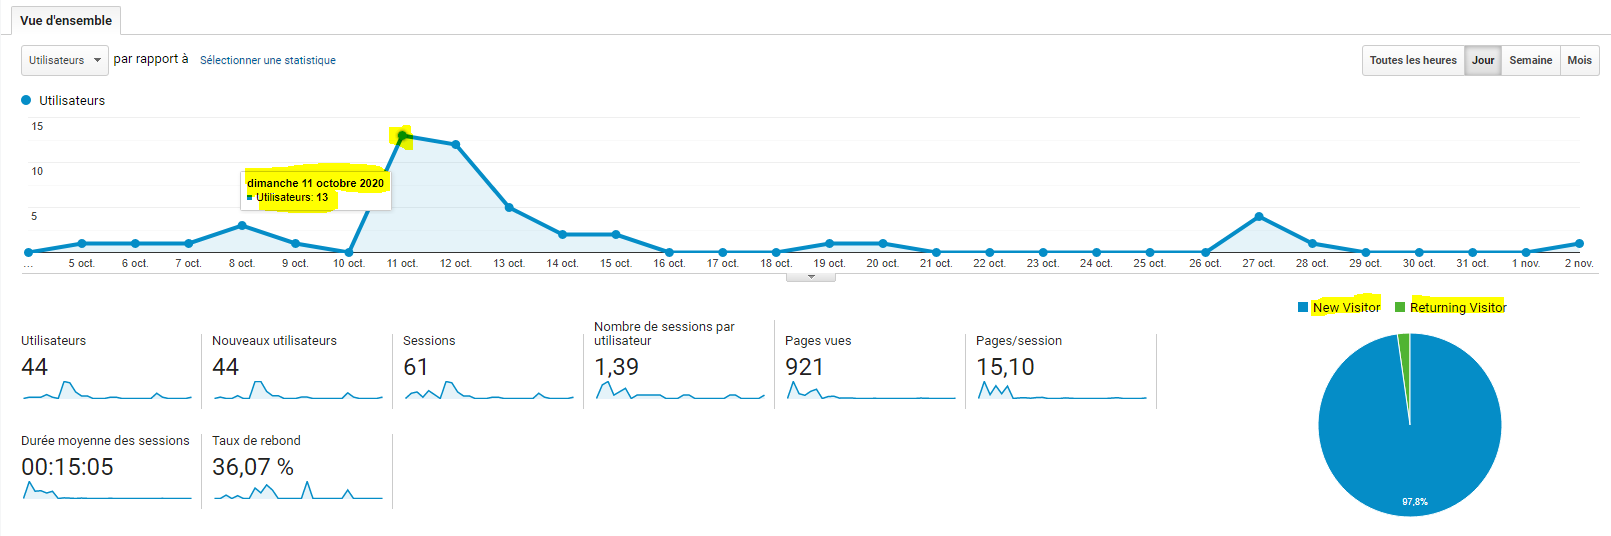 Vue d'ensemble
Utilisateurs par rapport à Sélectionner une statistique
Toutes les heures Jour Semaine Mois
Utilisateurs
15
10
5
dimanche 11 octobre 2020
Utilisateurs: 13
... 5 oct. 6 oct. 7 oct. 8 oct. 9 oct. 10 oct. 11 oct. 12 oct. 13 oct. 14 oct. 15 oct. 16 oct. 17 oct. 18 oct. 19 oct. 20 oct. 21 oct. 22 oct. 23 oct. 24 oct. 25 oct. 26 oct. 27 oct. 28 oct. 29 oct. 30 oct. 31 oct. 1 nov. 2 nov.
Utilisateurs
44
Nouveaux utilisateurs
44
Sessions
61
Nombre de sessions par
utilisateur
1,39
Pages vues
921
Pages/session
15,10
Durée moyenne des sessions
00:15:05
Taux de rebond
36,07 %
New Visitor Returning Visitor
97,8%